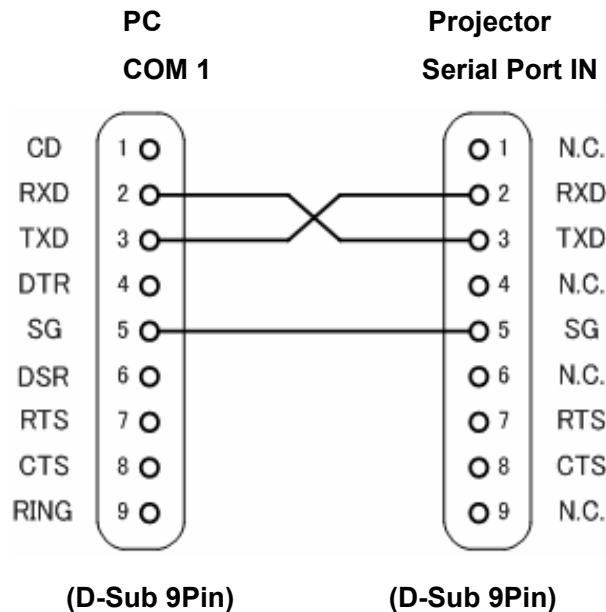 PC Projector
COM 1 Serial Port IN
CD 1 1 N.C.
RXD 2 2 RXD
TXD 3 3 TXD
DTR 4 4 N.C.
SG 5 5 SG
DSR 6 6 N.C.
RTS 7 7 RTS
CTS 8 8 CTS
RING 9 9 N.C.
(D-Sub 9Pin) (D-Sub 9Pin)